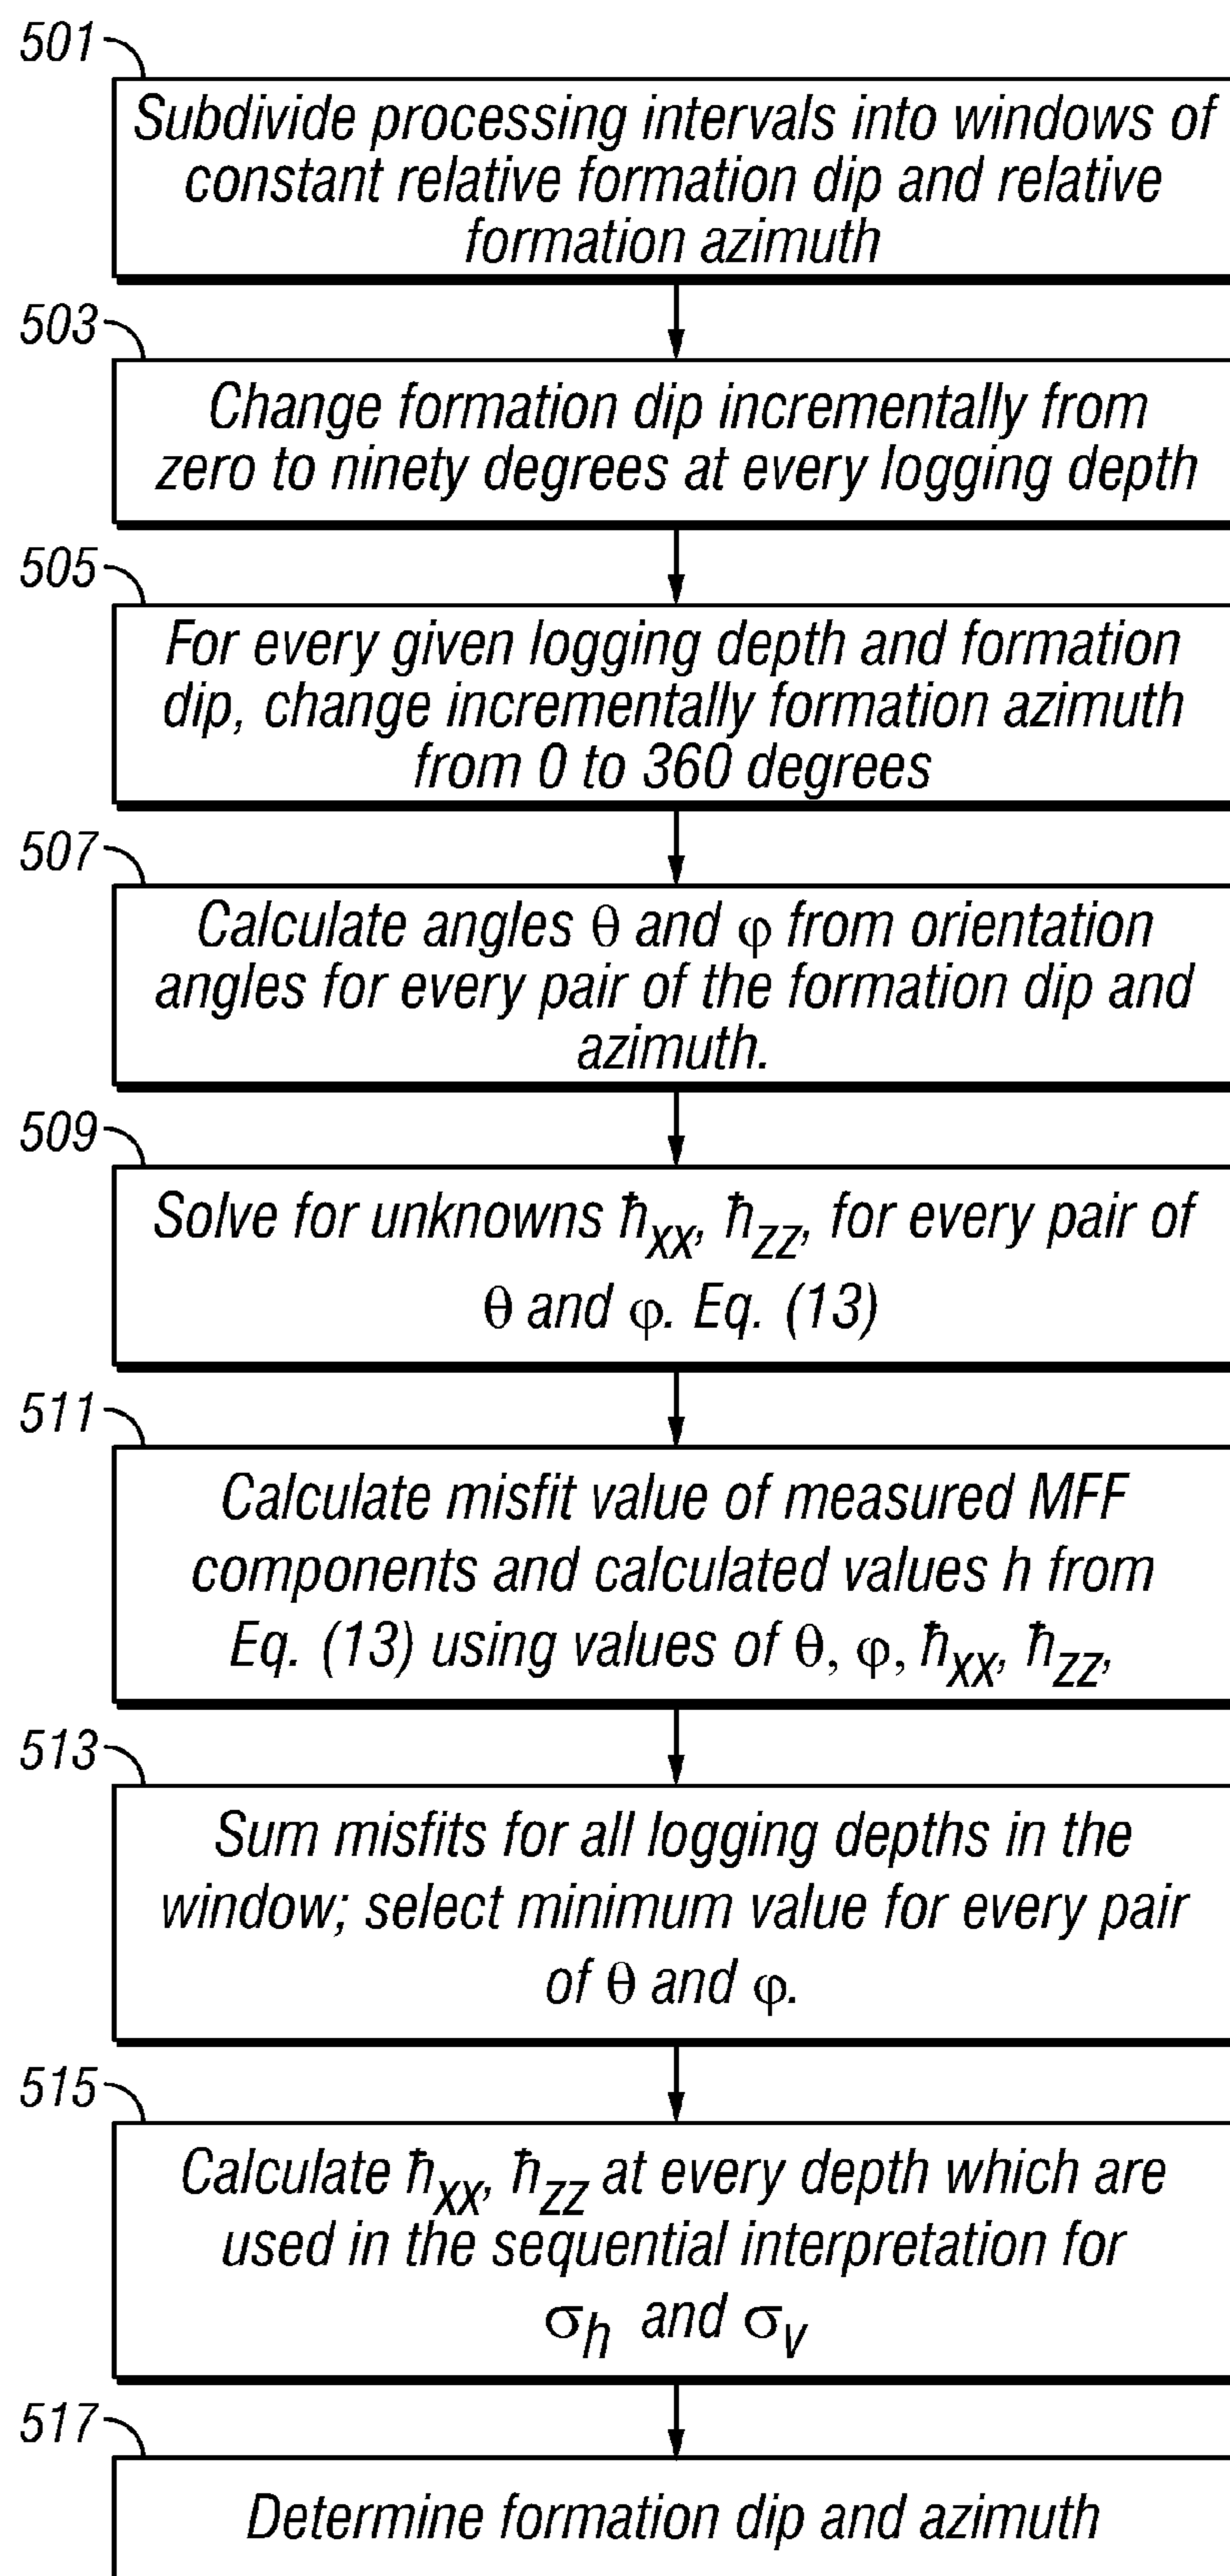 501
Subdivide processing intervals into windows of
constant relative formation dip and relative
formation azimuth
503
Change formation dip incrementally from
zero to ninety degrees at every logging depth
505
For every given logging depth and formation
dip, change incrementally formation azimuth
from 0 to 360 degrees
507
Calculate angles θ and φ from orientation
angles for every pair of the formation dip and
azimuth.
509
Solve for unknowns ħxx, ħzz, for every pair of
θ and φ. Eq. (13)
511
Calculate misfit value of measured MFF
components and calculated values h from
Eq. (13) using values of θ, φ, ħxx, ħzz,
513
Sum misfits for all logging depths in the
window; select minimum value for every pair
of θ and φ.
515
Calculate ħxx, ħzz at every depth which are
used in the sequential interpretation for
σh and σv
517
Determine formation dip and azimuth